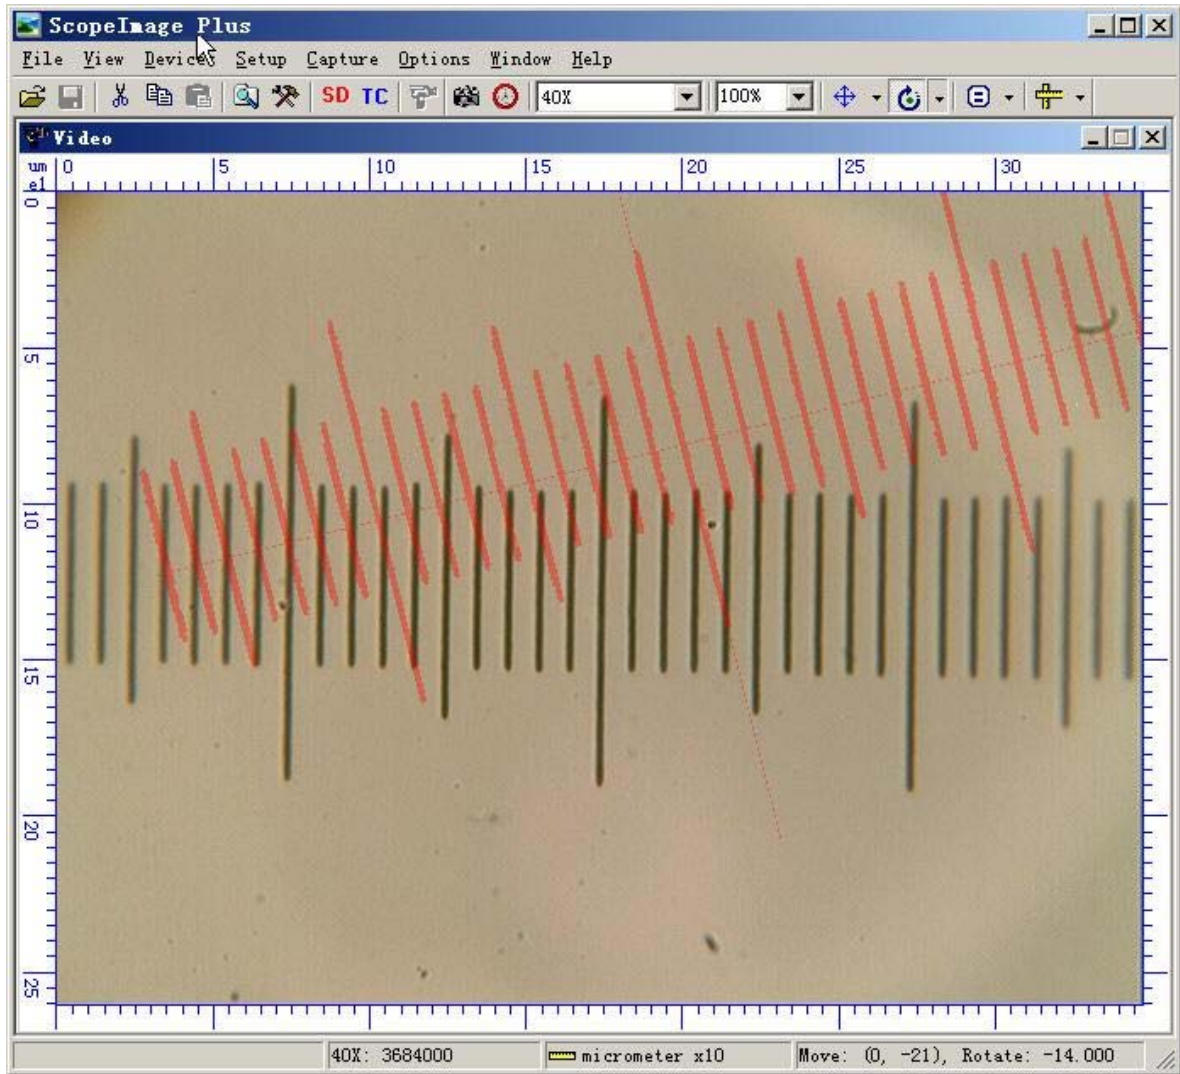 ScopeImage Plus
File View Devices Setup Capture Options Window Help
SD TC 40X 100%
Video
um e1 0 5 10 15 20 25 30
0
5
10
15
20
25
40X: 3684000 micrometer x10 Move: (0, -21), Rotate: -14.000